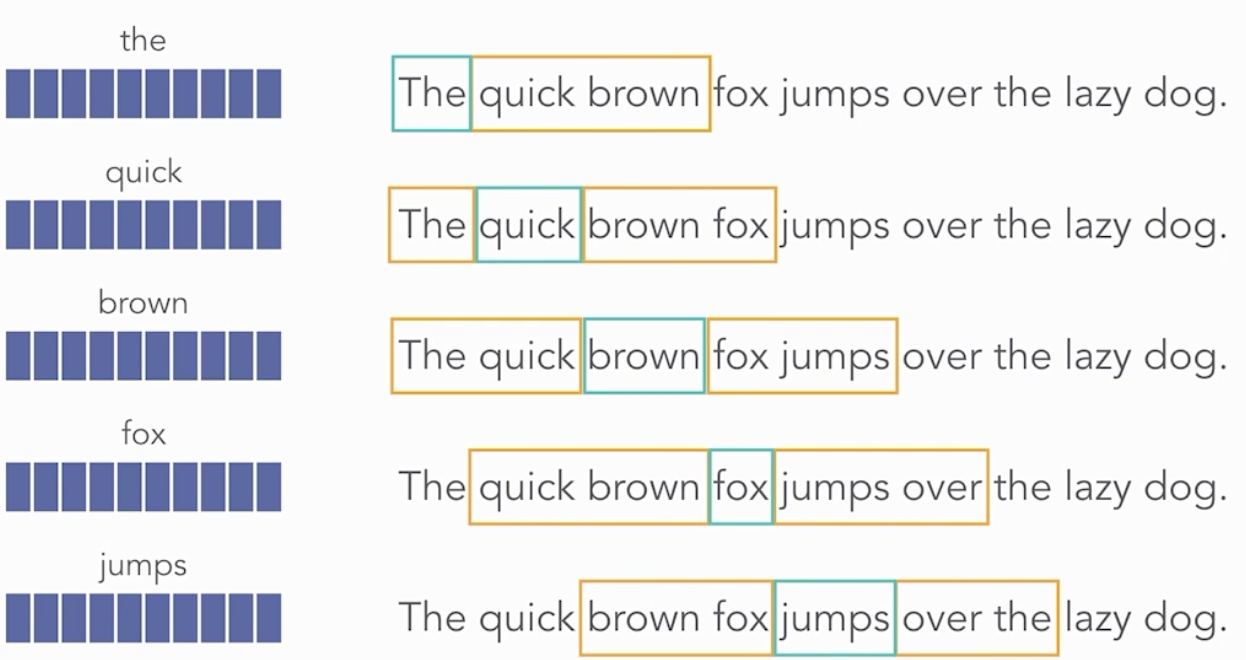 the
The quick brown fox jumps over the lazy dog.
quick
The quick brown fox jumps over the lazy dog.
brown
The quick brown fox jumps over the lazy dog.
fox
The quick brown fox jumps over the lazy dog.
jumps
The quick brown fox jumps over the lazy dog.